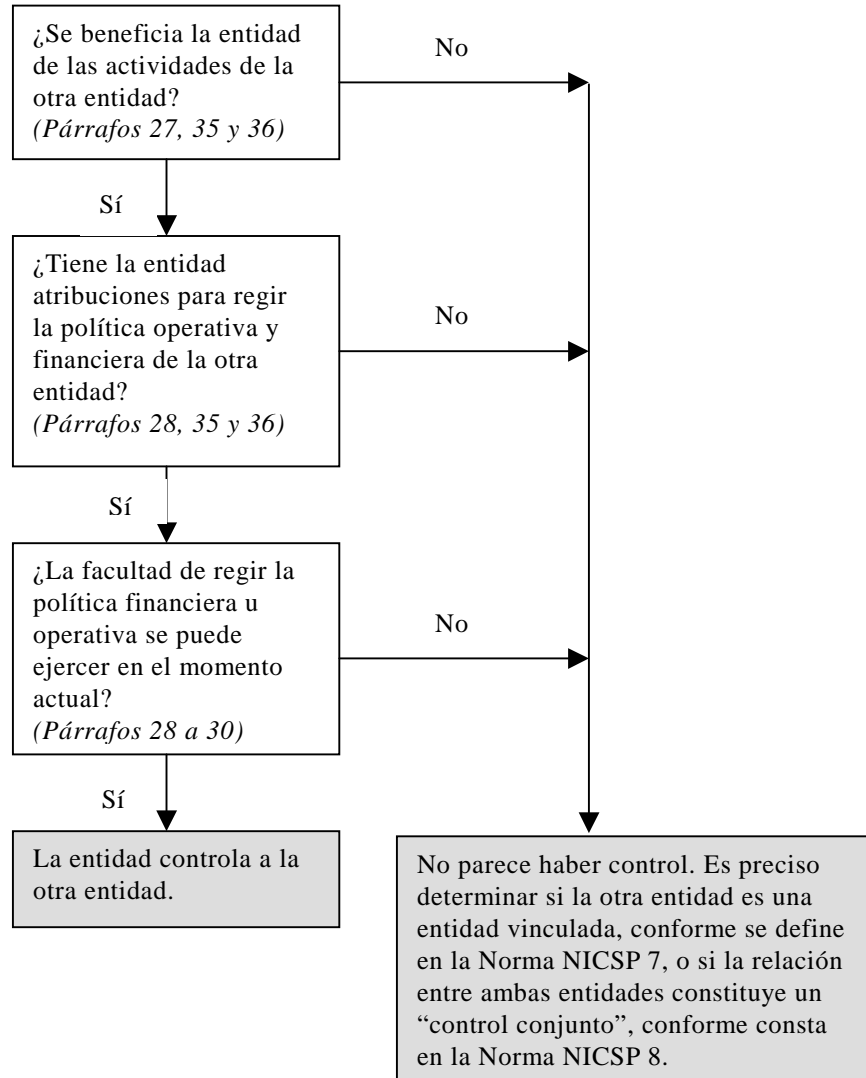 ¿Se beneficia la entidad
de las actividades de la
otra entidad?
(Párrafos 27, 35 y 36)
No
Sí
¿Tiene la entidad
atribuciones para regir
la política operativa y
financiera de la otra
entidad?
(Párrafos 28, 35 y 36)
No
Sí
¿La facultad de regir la
política financiera u
operativa se puede
ejercer en el momento
actual?
(Párrafos 28 a 30)
No
Sí
La entidad controla a la
otra entidad.
No parece haber control. Es preciso
determinar si la otra entidad es una
entidad vinculada, conforme se define
en la Norma NICSP 7, o si la relación
entre ambas entidades constituye un
“control conjunto”, conforme consta
en la Norma NICSP 8.